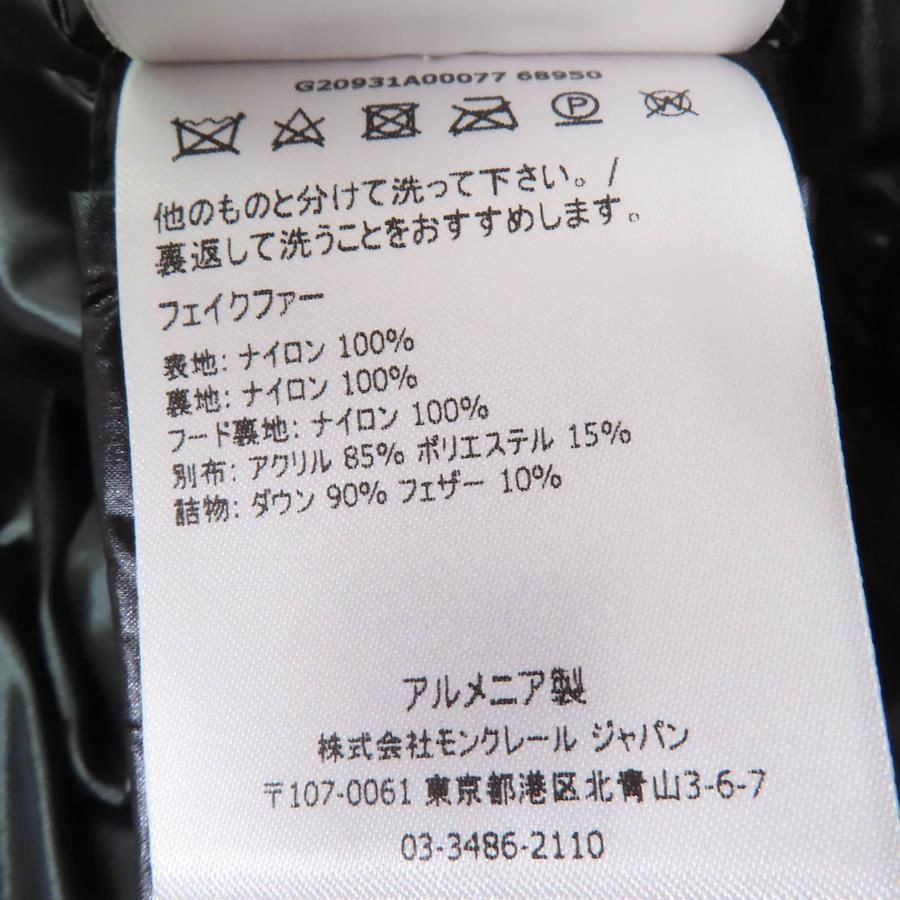 G20931A00077 68950
他のものと分けて洗って下さい。/
裏返して洗うことをおすすめします。
フェイクファー
表地: ナイロン 100%
裏地: ナイロン 100%
フード裏地: ナイロン 100%
別布: アクリル 85% ポリエステル 15%
詰物: ダウン 90% フェザー 10%
アルメニア製
株式会社モンクレール ジャパン
〒107-0061 東京都港区北青山3-6-7
03-3486-2110